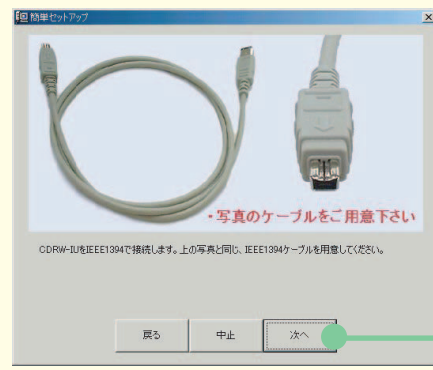 簡単セットアップ
・写真のケーブルをご用意下さい
CDRW-IUをIEEE1394で接続します。上の写真と同じ、IEEE1394ケーブルを用意してください。
戻る
中止
次へ